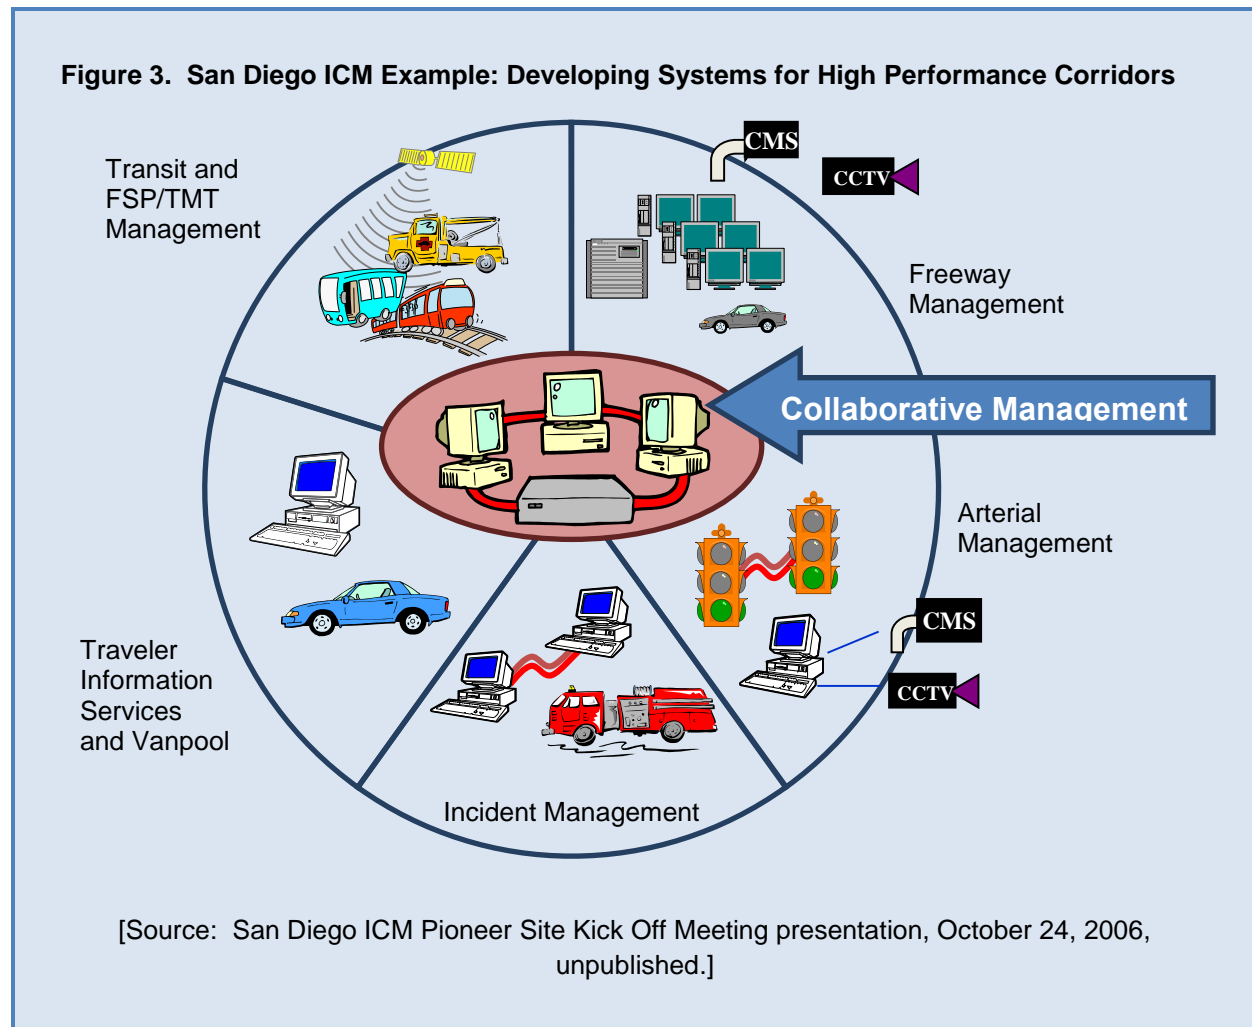 Figure 3. San Diego ICM Example: Developing Systems for High Performance Corridors
Transit and
FSP/TMT
Management
CMS
CCTV
Freeway
Management
Collaborative Management
Arterial
Management
CMS
CCTV
Traveler
Information
Services
and Vanpool
Incident Management
[Source: San Diego ICM Pioneer Site Kick Off Meeting presentation, October 24, 2006,
unpublished.]